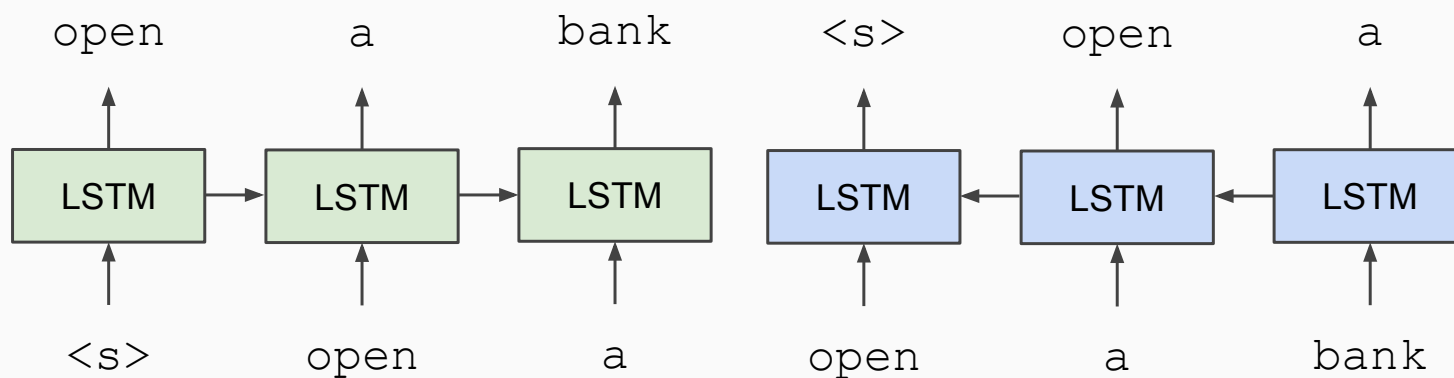 open a bank <s> open a
LSTM LSTM LSTM LSTM LSTM LSTM
<s> open a open a bank